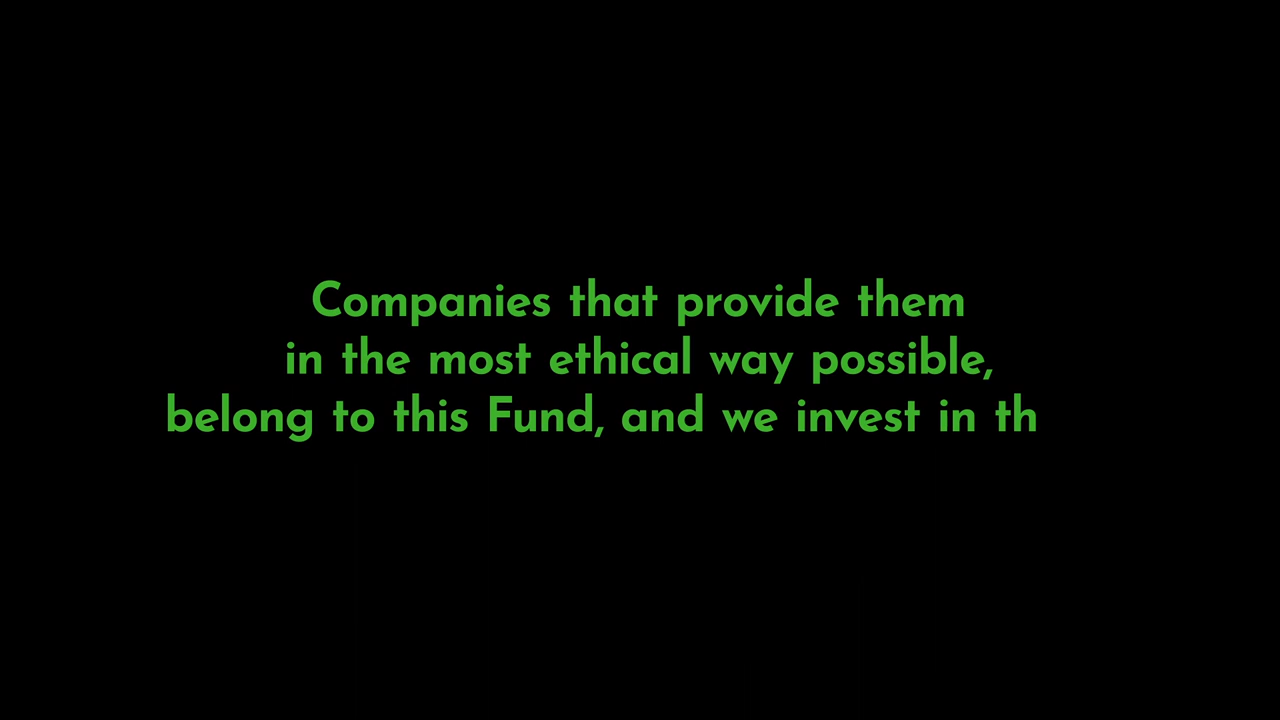 Companies that provide them
in the most ethical way possible,
belong to this Fund, and we invest in th